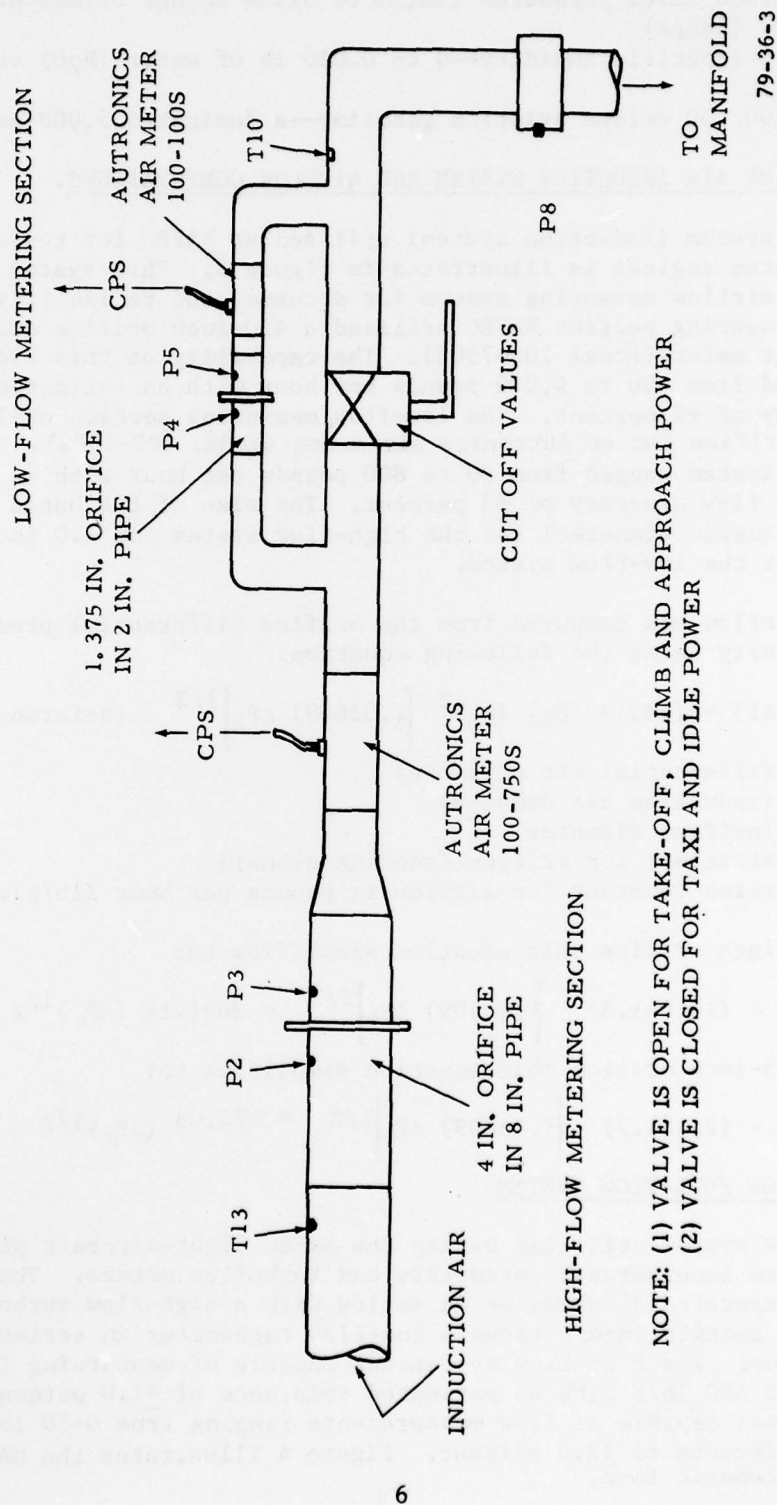 LOW-FLOW METERING SECTION
1.375 IN. ORIFICE
IN 2 IN. PIPE
P4
P5
CPS
AUTRONICS
AIR METER
100-100S
T10
INDUCTION AIR
T13
P2
P3
4 IN. ORIFICE
IN 8 IN. PIPE
CPS
AUTRONICS
AIR METER
100-750S
CUT OFF VALUES
P8
TO
MANIFOLD
HIGH-FLOW METERING SECTION
NOTE: (1) VALVE IS OPEN FOR TAKE-OFF, CLIMB AND APPROACH POWER
(2) VALVE IS CLOSED FOR TAXI AND IDLE POWER
79-36-3
6